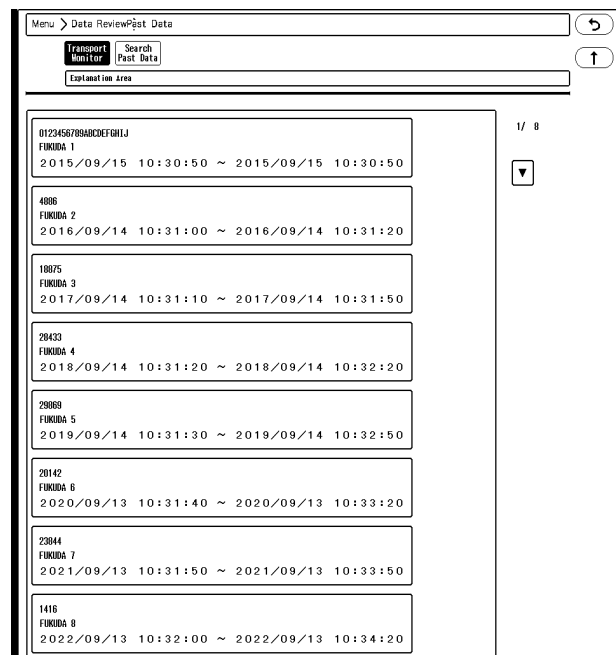 Menu > Data Review Past Data
Transport Monitor
Search Past Data
Explanation Area
1/ 8
0123456789ABCDEFGHIJ
FUKUDA 1
2015/09/15 10:30:50 ~ 2015/09/15 10:30:50
4886
FUKUDA 2
2016/09/14 10:31:00 ~ 2016/09/14 10:31:20
18875
FUKUDA 3
2017/09/14 10:31:10 ~ 2017/09/14 10:31:50
28433
FUKUDA 4
2018/09/14 10:31:20 ~ 2018/09/14 10:32:20
29869
FUKUDA 5
2019/09/14 10:31:30 ~ 2019/09/14 10:32:50
20142
FUKUDA 6
2020/09/13 10:31:40 ~ 2020/09/13 10:33:20
23844
FUKUDA 7
2021/09/13 10:31:50 ~ 2021/09/13 10:33:50
1416
FUKUDA 8
2022/09/13 10:32:00 ~ 2022/09/13 10:34:20